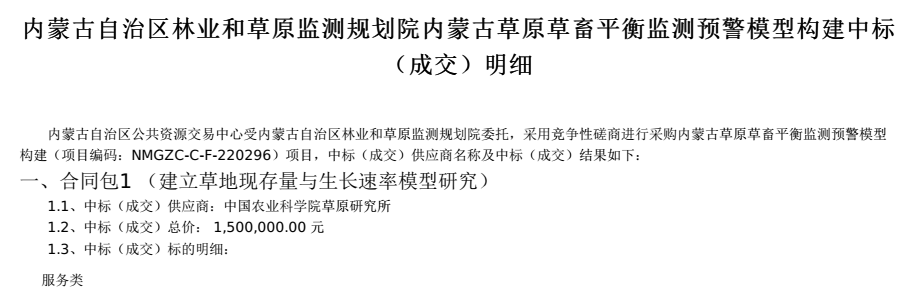 内蒙古自治区林业和草原监测规划院内蒙古草原草畜平衡监测预警模型构建中标
（成交）明细
内蒙古自治区公共资源交易中心受内蒙古自治区林业和草原监测规划院委托，采用竞争性磋商进行采购内蒙古草原草畜平衡监测预警模型
构建（项目编码：NMGZC-C-F-220296）项目，中标（成交）供应商名称及中标（成交）结果如下：
一、合同包1 （建立草地现存量与生长速率模型研究）
1.1、中标（成交）供应商：中国农业科学院草原研究所
1.2、中标（成交）总价： 1,500,000.00 元
1.3、中标（成交）标的明细：
服务类